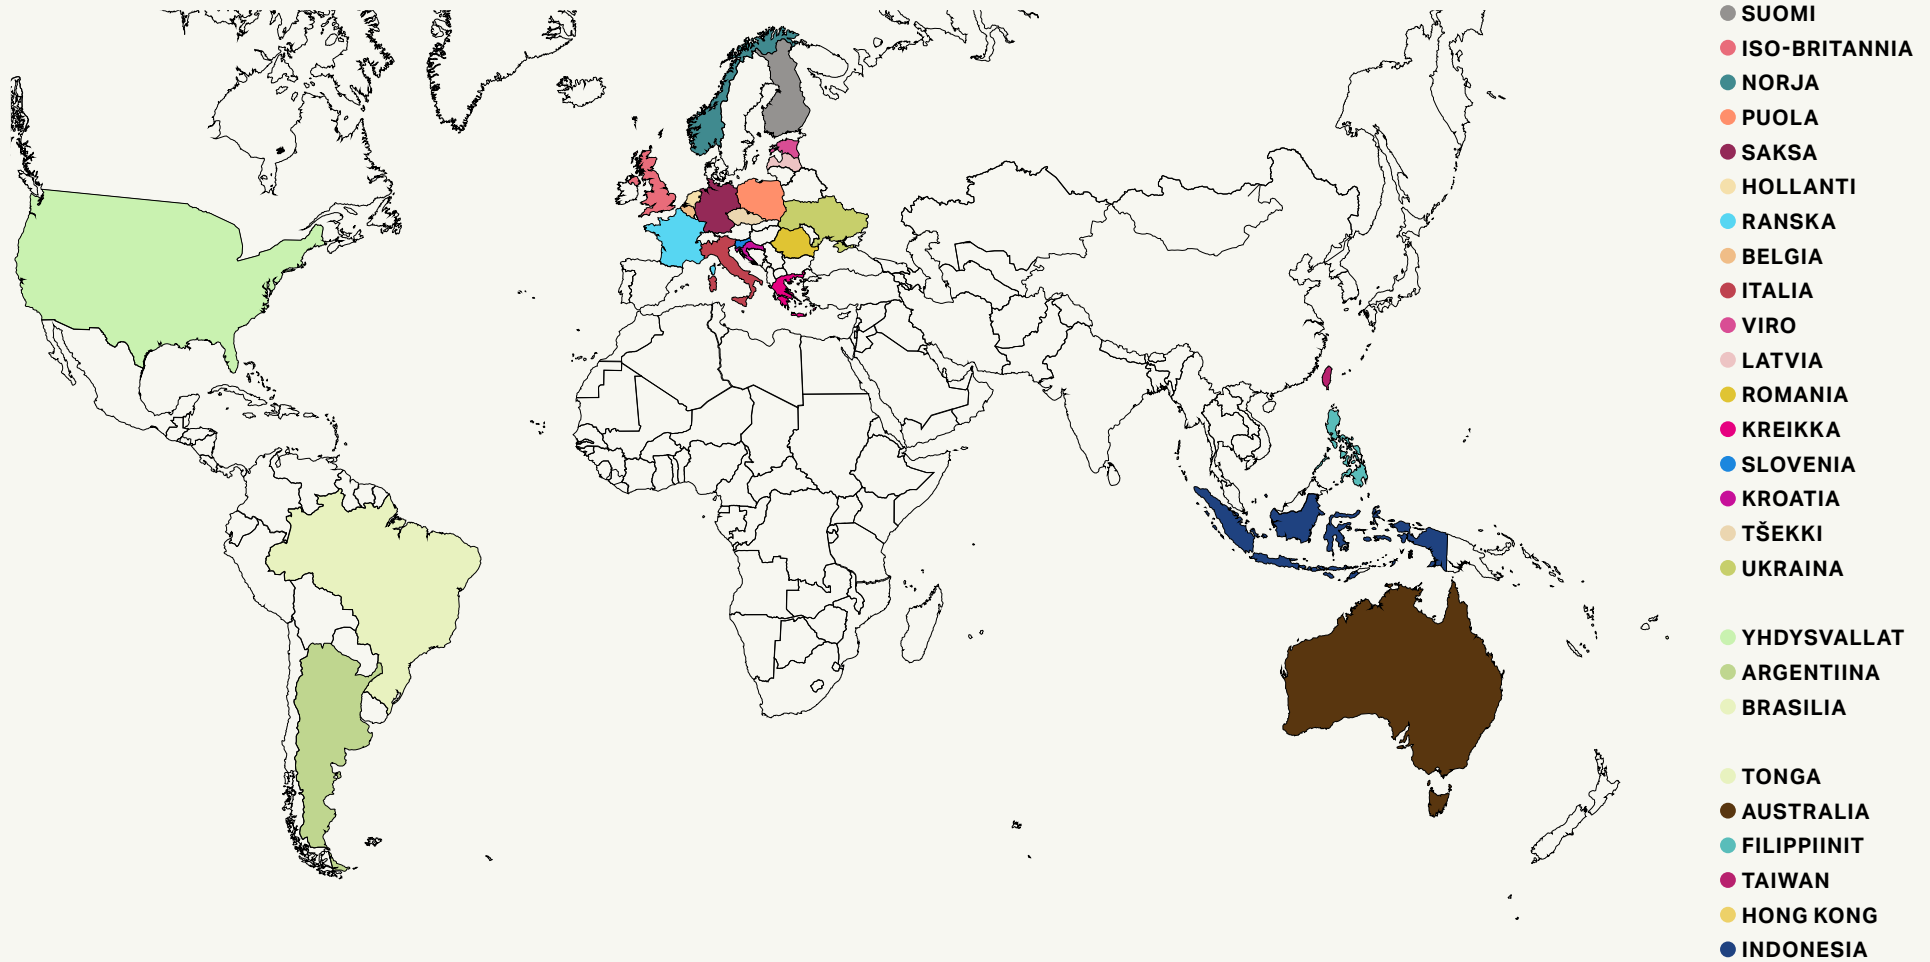 SUOMI
ISO-BRITANNIA
NORJA
PUOLA
SAKSA
HOLLANTI
RANSKA
BELGIA
ITALIA
VIRO
LATVIA
ROMANIA
KREIKKA
SLOVENIA
KROATIA
TŠEKKI
UKRAINA
YHDYSVALLAT
ARGENTIINA
BRASILIA
TONGA
AUSTRALIA
FILIPPIINIT
TAIWAN
HONG KONG
INDONESIA